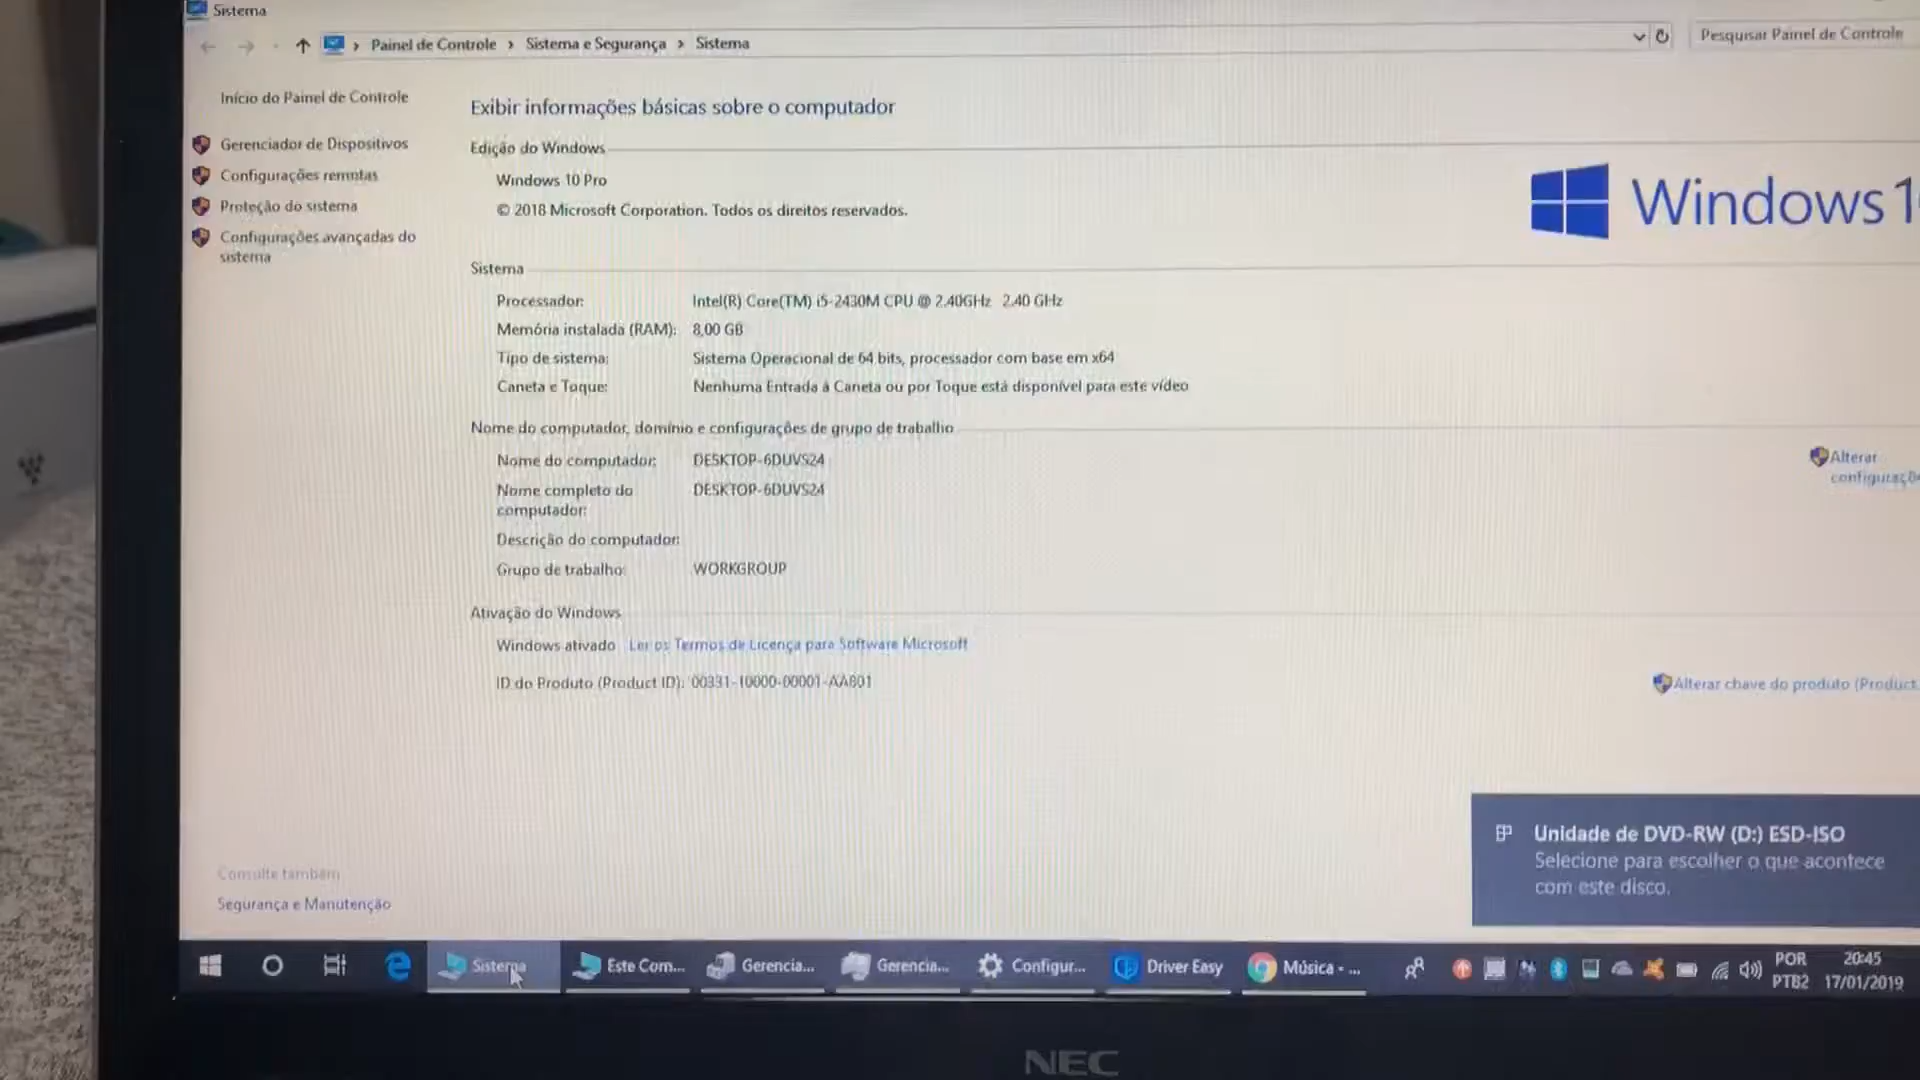 Sistema
Painel de Controle › Sistema e Segurança › Sistema
Pesquisar Painel de Controle
Início do Painel de Controle
Gerenciador de Dispositivos
Configurações remotas
Proteção do sistema
Configurações avançadas do
sistema
Exibir informações básicas sobre o computador
Edição do Windows
Windows 10 Pro
© 2018 Microsoft Corporation. Todos os direitos reservados.
Windows 1
Sistema
Processador: Intel(R) Core(TM) i5-2430M CPU @ 2.40GHz 2.40 GHz
Memória instalada (RAM): 8,00 GB
Tipo de sistema: Sistema Operacional de 64 bits, processador com base em x64
Caneta e Toque: Nenhuma Entrada à Caneta ou por Toque está disponível para este vídeo
Nome do computador, domínio e configurações de grupo de trabalho
Nome do computador: DESKTOP-6DUVS24
Nome completo do DESKTOP-6DUVS24
computador:
Descrição do computador:
Grupo de trabalho: WORKGROUP
Alterar
configuraçõ
Ativação do Windows
Windows ativado Ler os Termos de Licença para Software Microsoft
ID do Produto (Product ID): 00331-10000-00001-AA801
Alterar chave do produto (Product
Unidade de DVD-RW (D:) ESD-ISO
Selecione para escolher o que acontece
com este disco.
Consulte também
Segurança e Manutenção
Sistema
Este Com...
Gerencia...
Gerencia...
Configur...
Driver Easy
Música - ...
POR
PTB2
20:45
17/01/2019
NEC